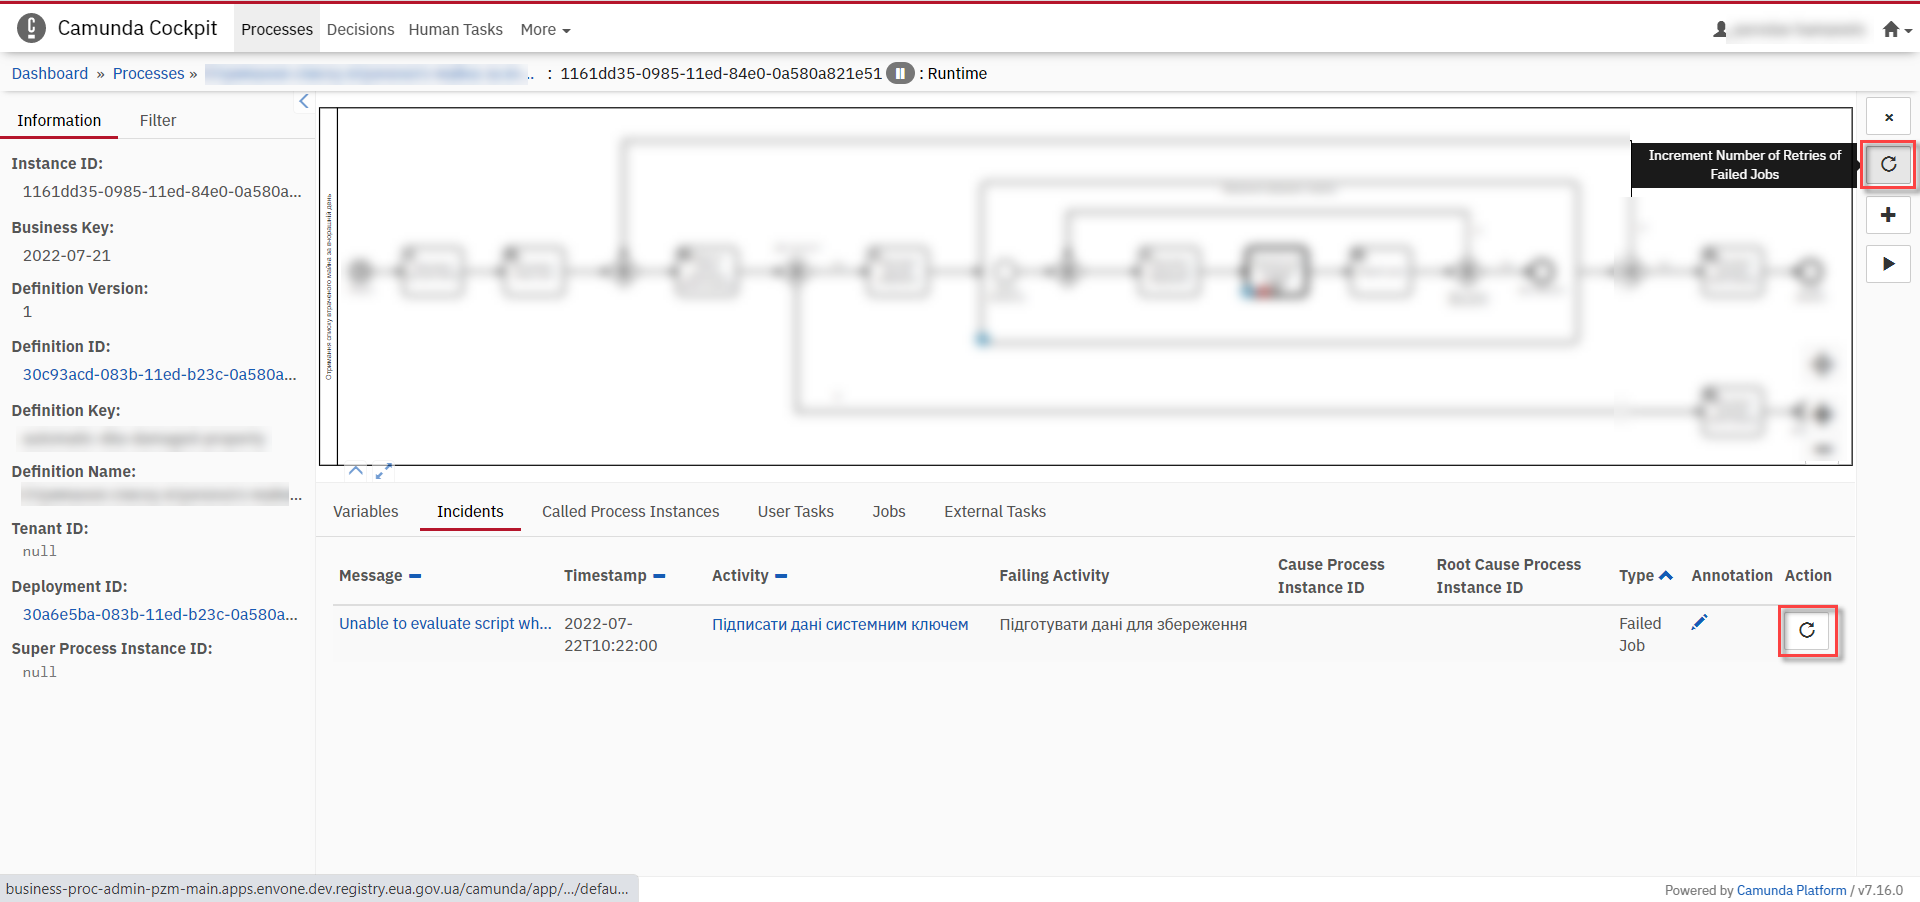 Camunda Cockpit
Processes
Decisions
Human Tasks
More
Dashboard » Processes »
.. : 1161dd35-0985-11ed-84e0-0a580a821e51 : Runtime
Information
Filter
Instance ID:
1161dd35-0985-11ed-84e0-0a580a...
Business Key:
2022-07-21
Definition Version:
1
Definition ID:
30c93acd-083b-11ed-b23c-0a580a...
Definition Key:
Definition Name:
...
Tenant ID:
null
Deployment ID:
30a6e5ba-083b-11ed-b23c-0a580a...
Super Process Instance ID:
null
Отримання списку втраченого майна за вчорашній день
Increment Number of Retries of
Failed Jobs
Variables
Incidents
Called Process Instances
User Tasks
Jobs
External Tasks
Message
Timestamp
Activity
Failing Activity
Cause Process
Instance ID
Root Cause Process
Instance ID
Type
Annotation
Action
Unable to evaluate script wh...
2022-07-
22T10:22:00
Підписати дані системним ключем
Підготувати дані для збереження
Failed
Job
business-proc-admin-pzm-main.apps.envone.dev.registry.eua.gov.ua/camunda/app/.../defau...
Powered by Camunda Platform / v7.16.0